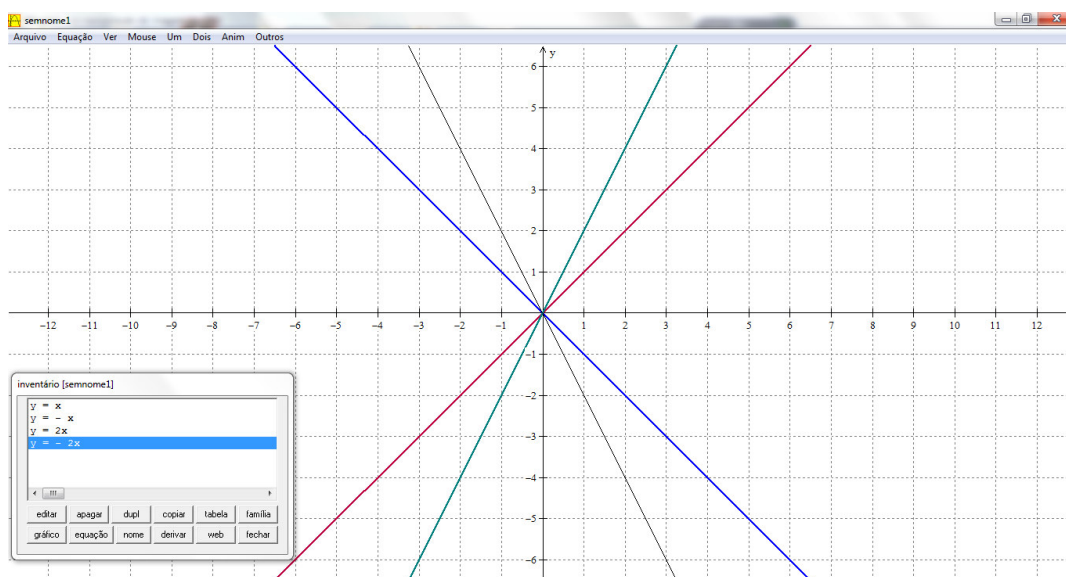 semnome1
Arquivo Equação Ver Mouse Um Dois Anim Outros
y
6
5
4
3
2
1
-12 -11 -10 -9 -8 -7 -6 -5 -4 -3 -2 -1 0 1 2 3 4 5 6 7 8 9 10 11 12
-1
-2
-3
-4
-5
-6
inventário [semnome1]
y = x
y = - x
y = 2x
y = - 2x
editar apagar dupl copiar tabela família
gráfico equação nome derivar web fechar